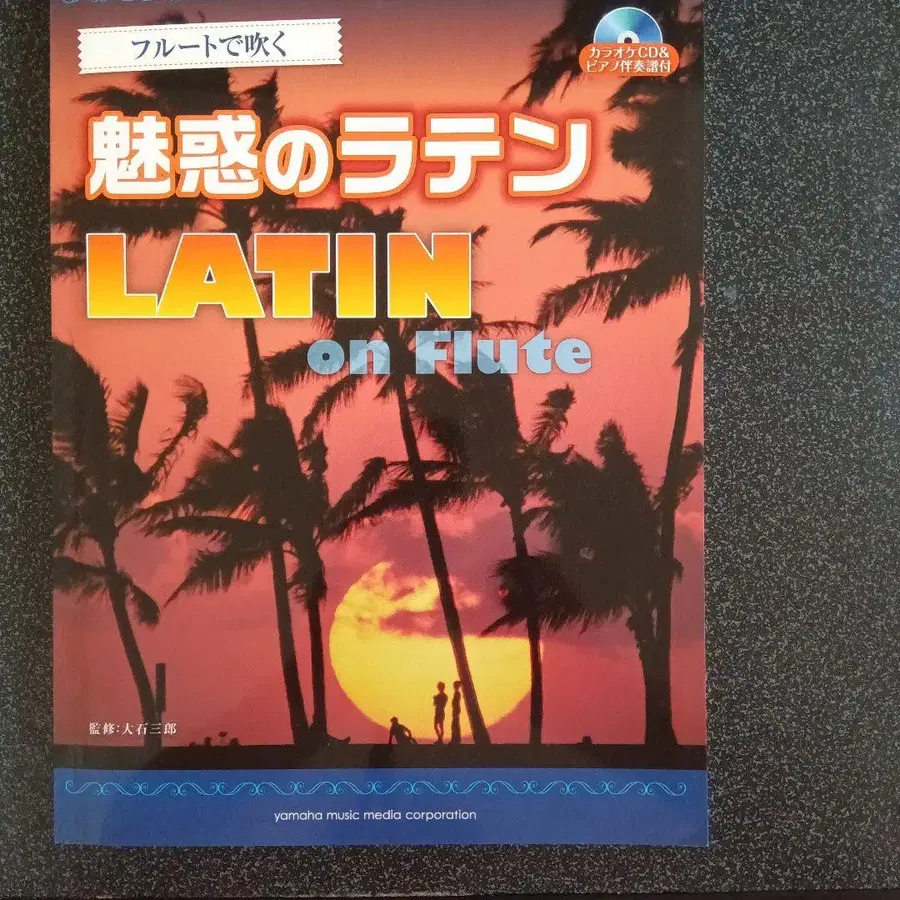 フルートで吹く
カラオケCD&
ピアノ伴奏譜付
魅惑のラテン
LATIN
on Flute
監修:大石三郎
yamaha music media corporation